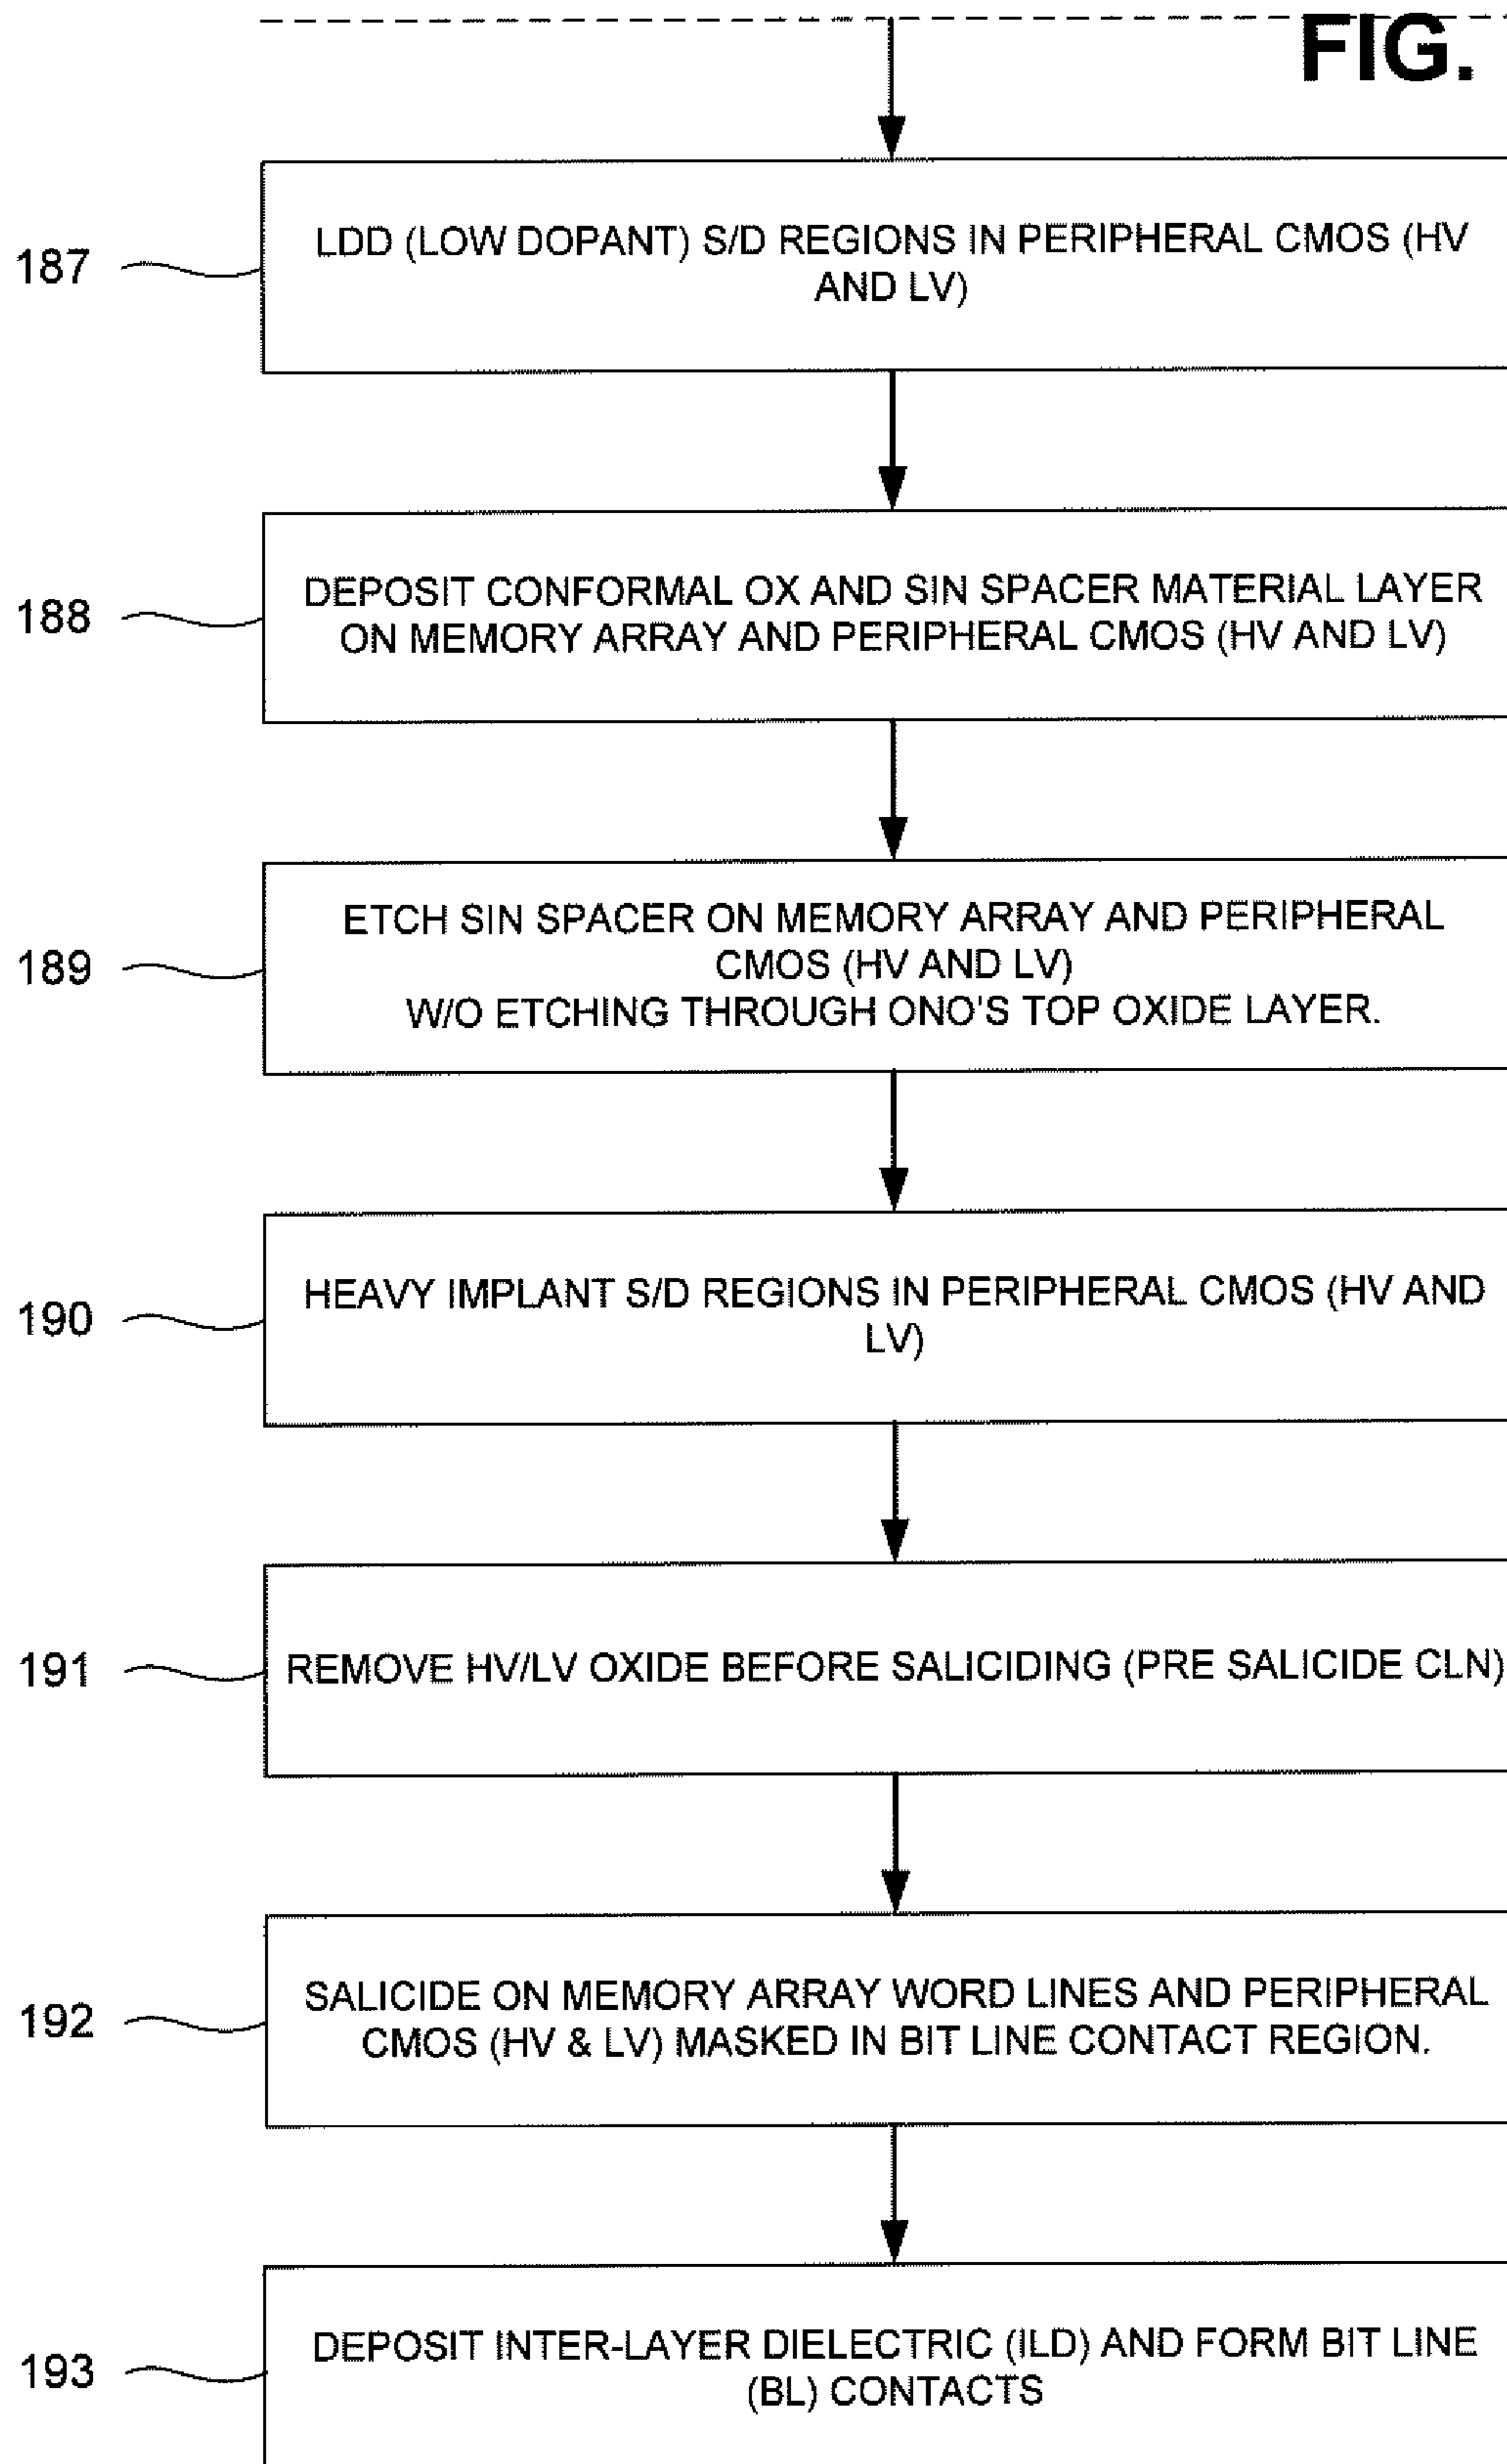 FIG.
187
LDD (LOW DOPANT) S/D REGIONS IN PERIPHERAL CMOS (HV
AND LV)
188
DEPOSIT CONFORMAL OX AND SIN SPACER MATERIAL LAYER
ON MEMORY ARRAY AND PERIPHERAL CMOS (HV AND LV)
189
ETCH SIN SPACER ON MEMORY ARRAY AND PERIPHERAL
CMOS (HV AND LV)
W/O ETCHING THROUGH ONO'S TOP OXIDE LAYER.
190
HEAVY IMPLANT S/D REGIONS IN PERIPHERAL CMOS (HV AND
LV)
191
REMOVE HV/LV OXIDE BEFORE SALICIDING (PRE SALICIDE CLN)
192
SALICIDE ON MEMORY ARRAY WORD LINES AND PERIPHERAL
CMOS (HV & LV) MASKED IN BIT LINE CONTACT REGION.
193
DEPOSIT INTER-LAYER DIELECTRIC (ILD) AND FORM BIT LINE
(BL) CONTACTS